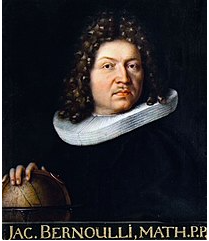 JAC. BERNOULLI, MATH. P.P.